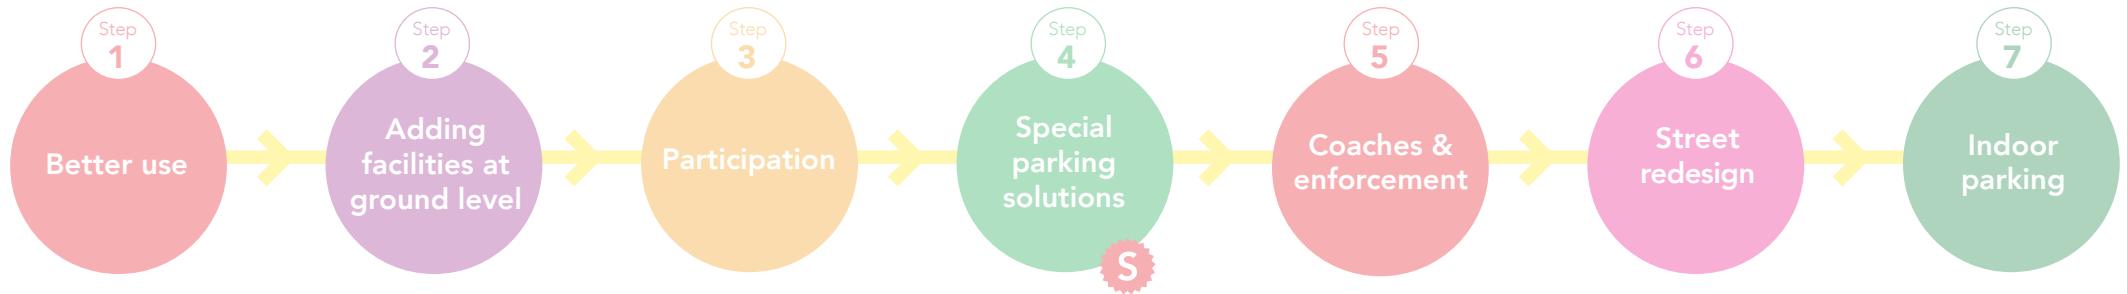 Step
1
Better use
Step
2
Adding
facilities at
ground level
Step
3
Participation
Step
4
Special
parking
solutions
S
Step
5
Coaches &
enforcement
Step
6
Street
redesign
Step
7
Indoor
parking